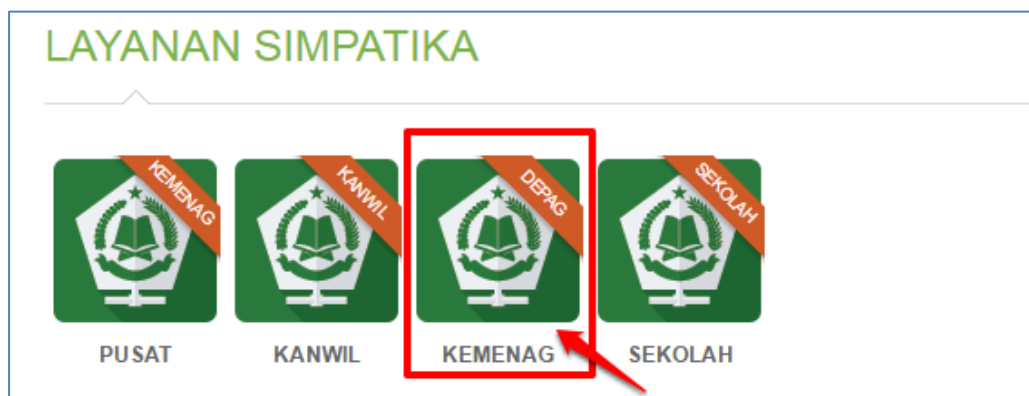 LAYANAN SIMPATIKA
KEMENAG KANWIL DEPAG SEKOLAH
PUSAT KANWIL KEMENAG SEKOLAH